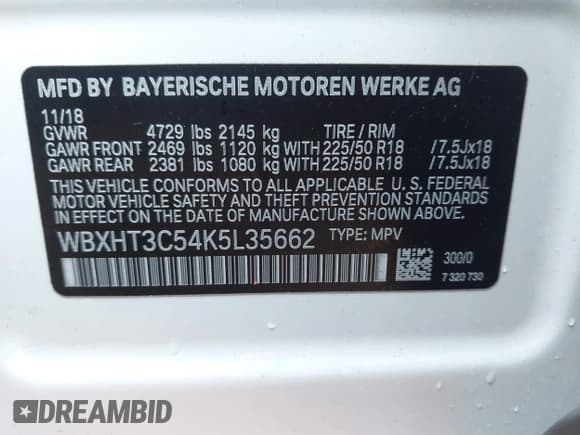 MFD BY BAYERISCHE MOTOREN WERKE AG
11/18
GVWR 4729 lbs 2145 kg TIRE / RIM
GAWR FRONT 2469 lbs 1120 kg WITH 225/50 R18 /7.5Jx18
GAWR REAR 2381 lbs 1080 kg WITH 225/50 R18 /7.5Jx18
THIS VEHICLE CONFORMS TO ALL APPLICABLE U. S. FEDERAL
MOTOR VEHICLE SAFETY, BUMPER, AND THEFT PREVENTION STANDARDS
IN EFFECT ON THE DATE OF MANUFACTURE SHOWN ABOVE.
WBXHT3C54K5L35662 TYPE: MPV
300/0
7 320 730
DREAMBID